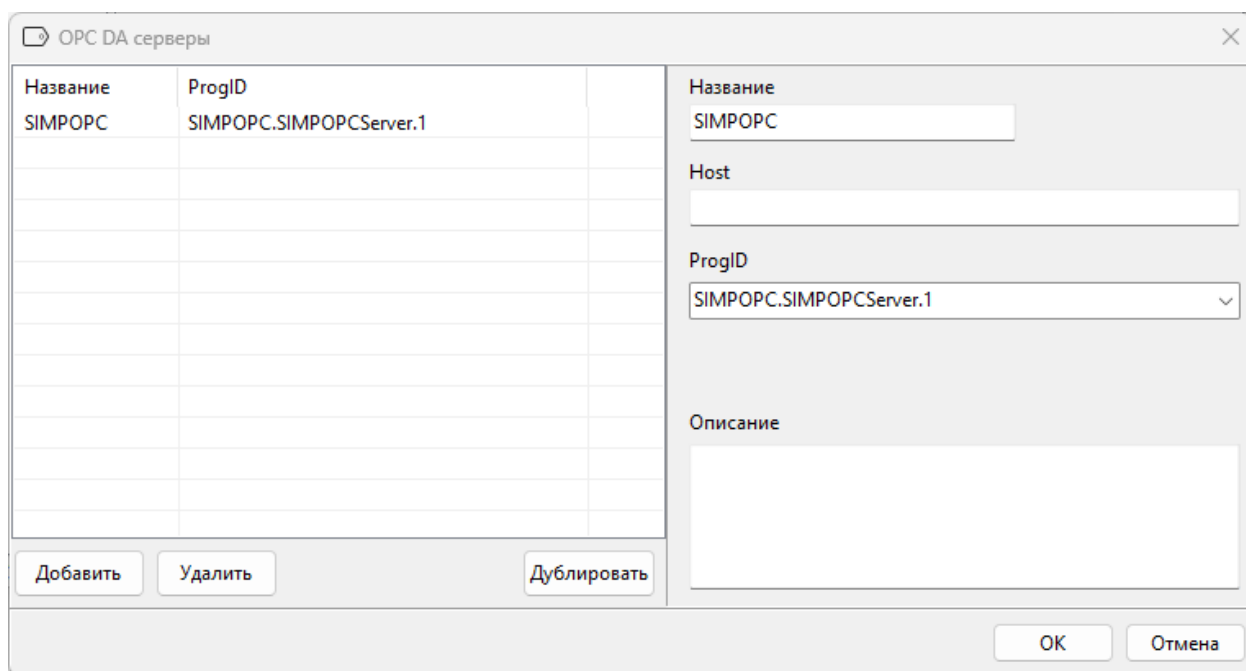 OPC DA серверы
Название ProgID
SIMPOPC SIMPOPC.SIMPOPCServer.1
Добавить Удалить Дублировать
Название
SIMPOPC
Host
ProgID
SIMPOPC.SIMPOPCServer.1
Описание
ОК Отмена